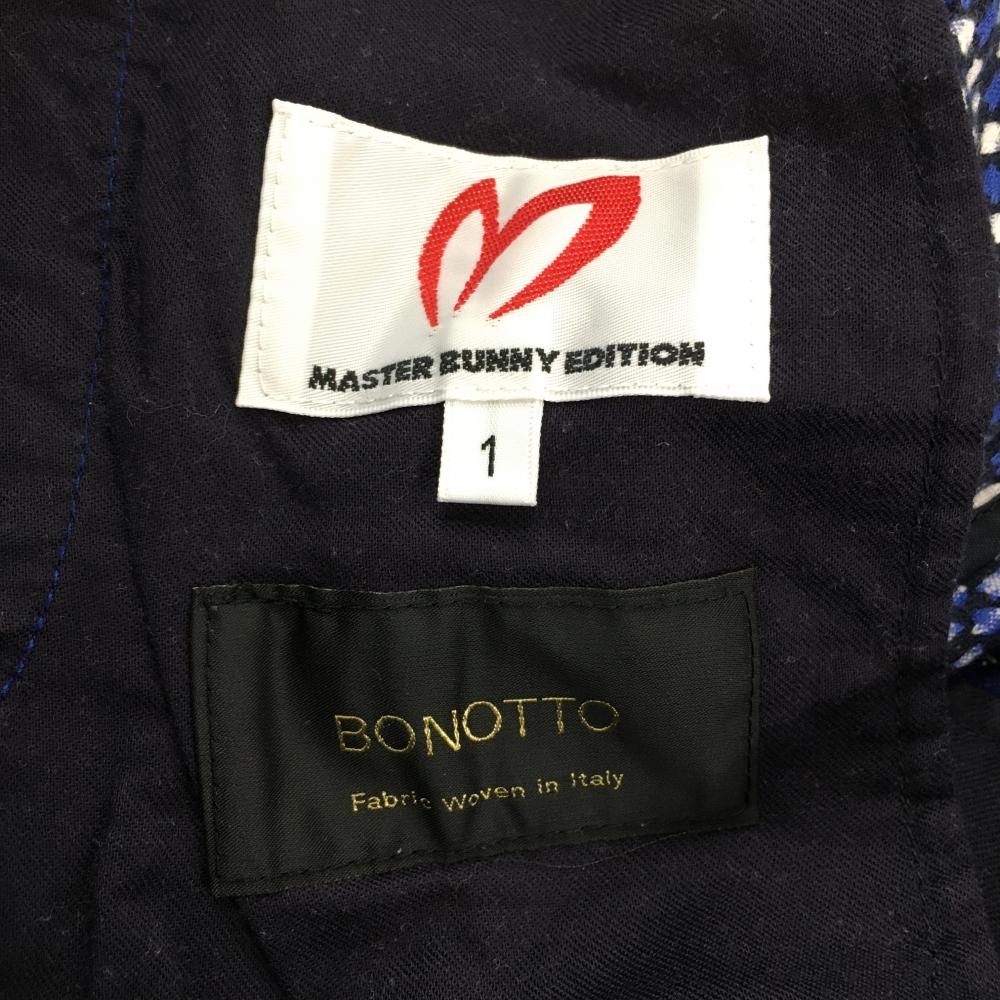 MASTER BUNNY EDITION
1
BONOTTO
Fabric Woven in Italy